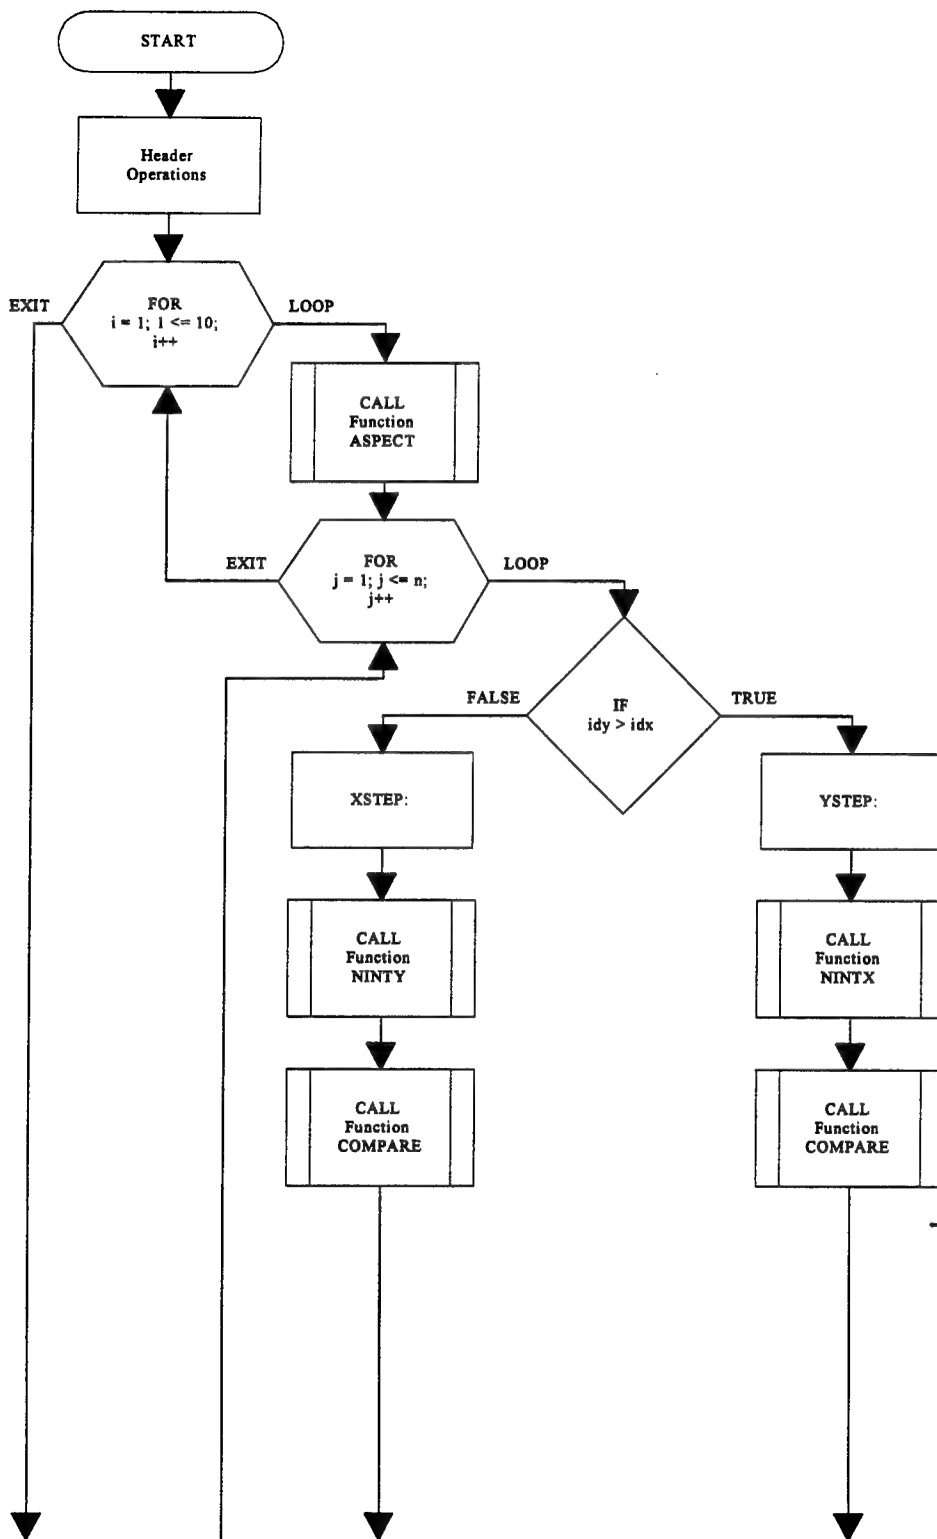 START
Header
Operations
EXIT
FOR
i = 1; 1 <= 10;
i++
LOOP
CALL
Function
ASPECT
EXIT
FOR
j = 1; j <= n;
j++
LOOP
FALSE
IF
idy > idx
TRUE
XSTEP:
YSTEP:
CALL
Function
NINTY
CALL
Function
NINTX
CALL
Function
COMPARE
CALL
Function
COMPARE